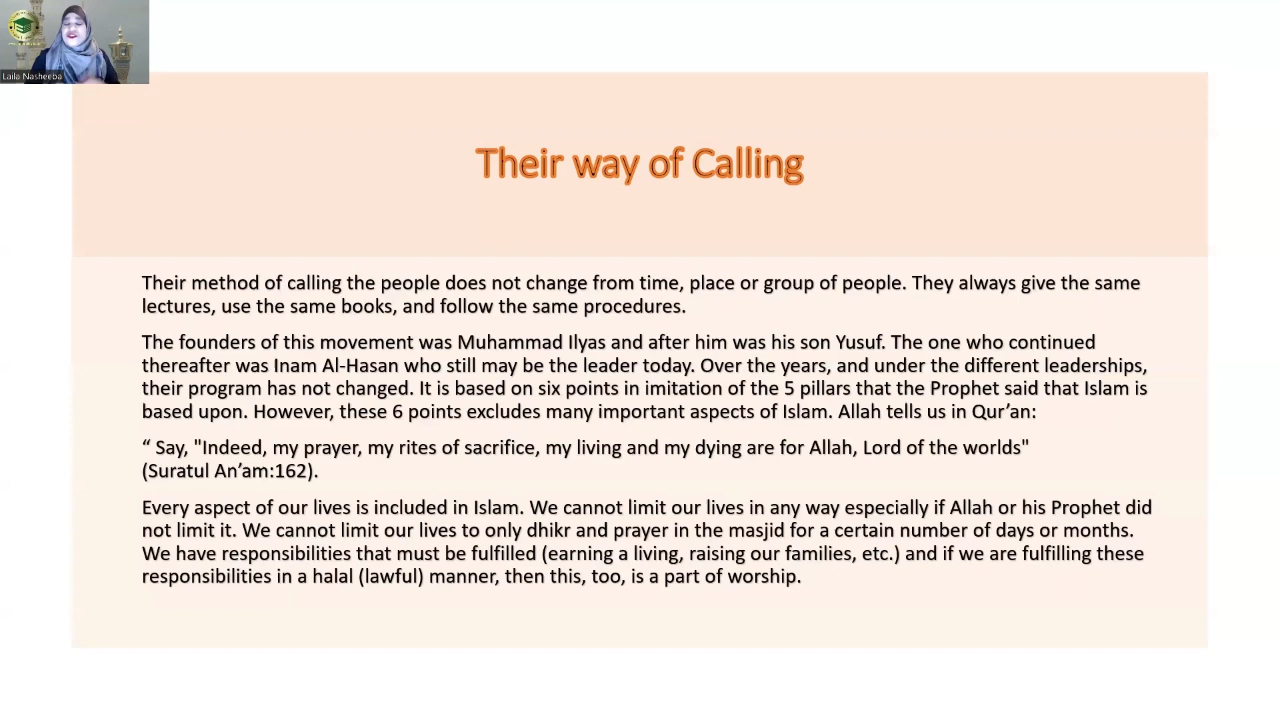 Laila Nasheeba
Their way of Calling
Their method of calling the people does not change from time, place or group of people. They always give the same
lectures, use the same books, and follow the same procedures.
The founders of this movement was Muhammad Ilyas and after him was his son Yusuf. The one who continued
thereafter was Inam Al-Hasan who still may be the leader today. Over the years, and under the different leaderships,
their program has not changed. It is based on six points in imitation of the 5 pillars that the Prophet said that Islam is
based upon. However, these 6 points excludes many important aspects of Islam. Allah tells us in Qur’an:
“ Say, "Indeed, my prayer, my rites of sacrifice, my living and my dying are for Allah, Lord of the worlds"
(Suratul An’am:162).
Every aspect of our lives is included in Islam. We cannot limit our lives in any way especially if Allah or his Prophet did
not limit it. We cannot limit our lives to only dhikr and prayer in the masjid for a certain number of days or months.
We have responsibilities that must be fulfilled (earning a living, raising our families, etc.) and if we are fulfilling these
responsibilities in a halal (lawful) manner, then this, too, is a part of worship.